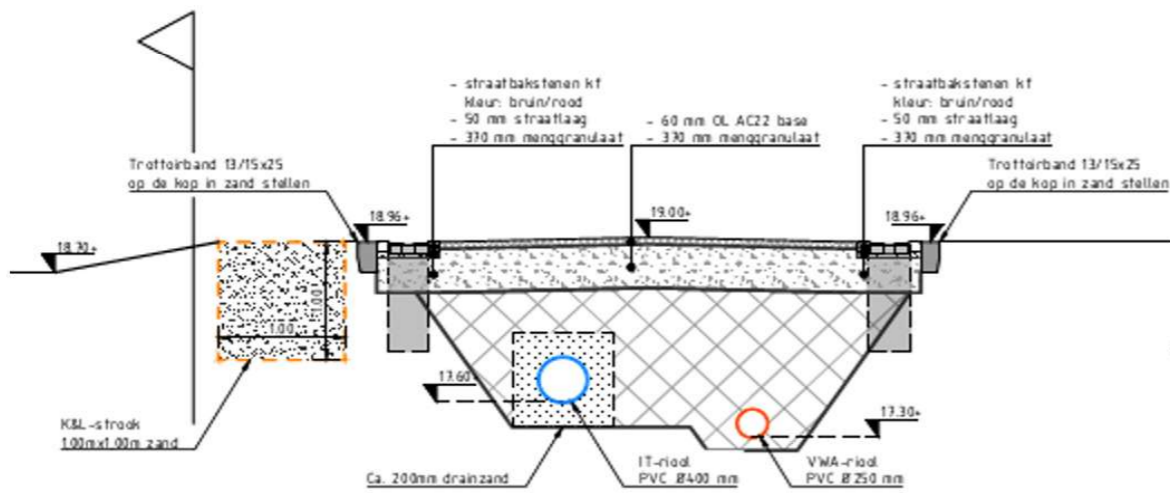 - straatbakstenen kf
kleur: bruin/rood
- 50 mm straatlaag
- 370 mm menggranulaat
- 60 mm OL AC22 base
- 370 mm menggranulaat
- straatbakstenen kf
kleur: bruin/rood
- 50 mm straatlaag
- 370 mm menggranulaat
Trottoirband 13/15x25
op de kop in zand stellen
Trottoirband 13/15x25
op de kop in zand stellen
18.96+
19.00+
18.96+
18.70+
1.00
1.00
17.60+
17.30+
K&L-strook
1.00mx1.00m zand
Ca. 200mm drainzand
IT-riool
PVC Ø400 mm
VWA-riool
PVC Ø250 mm